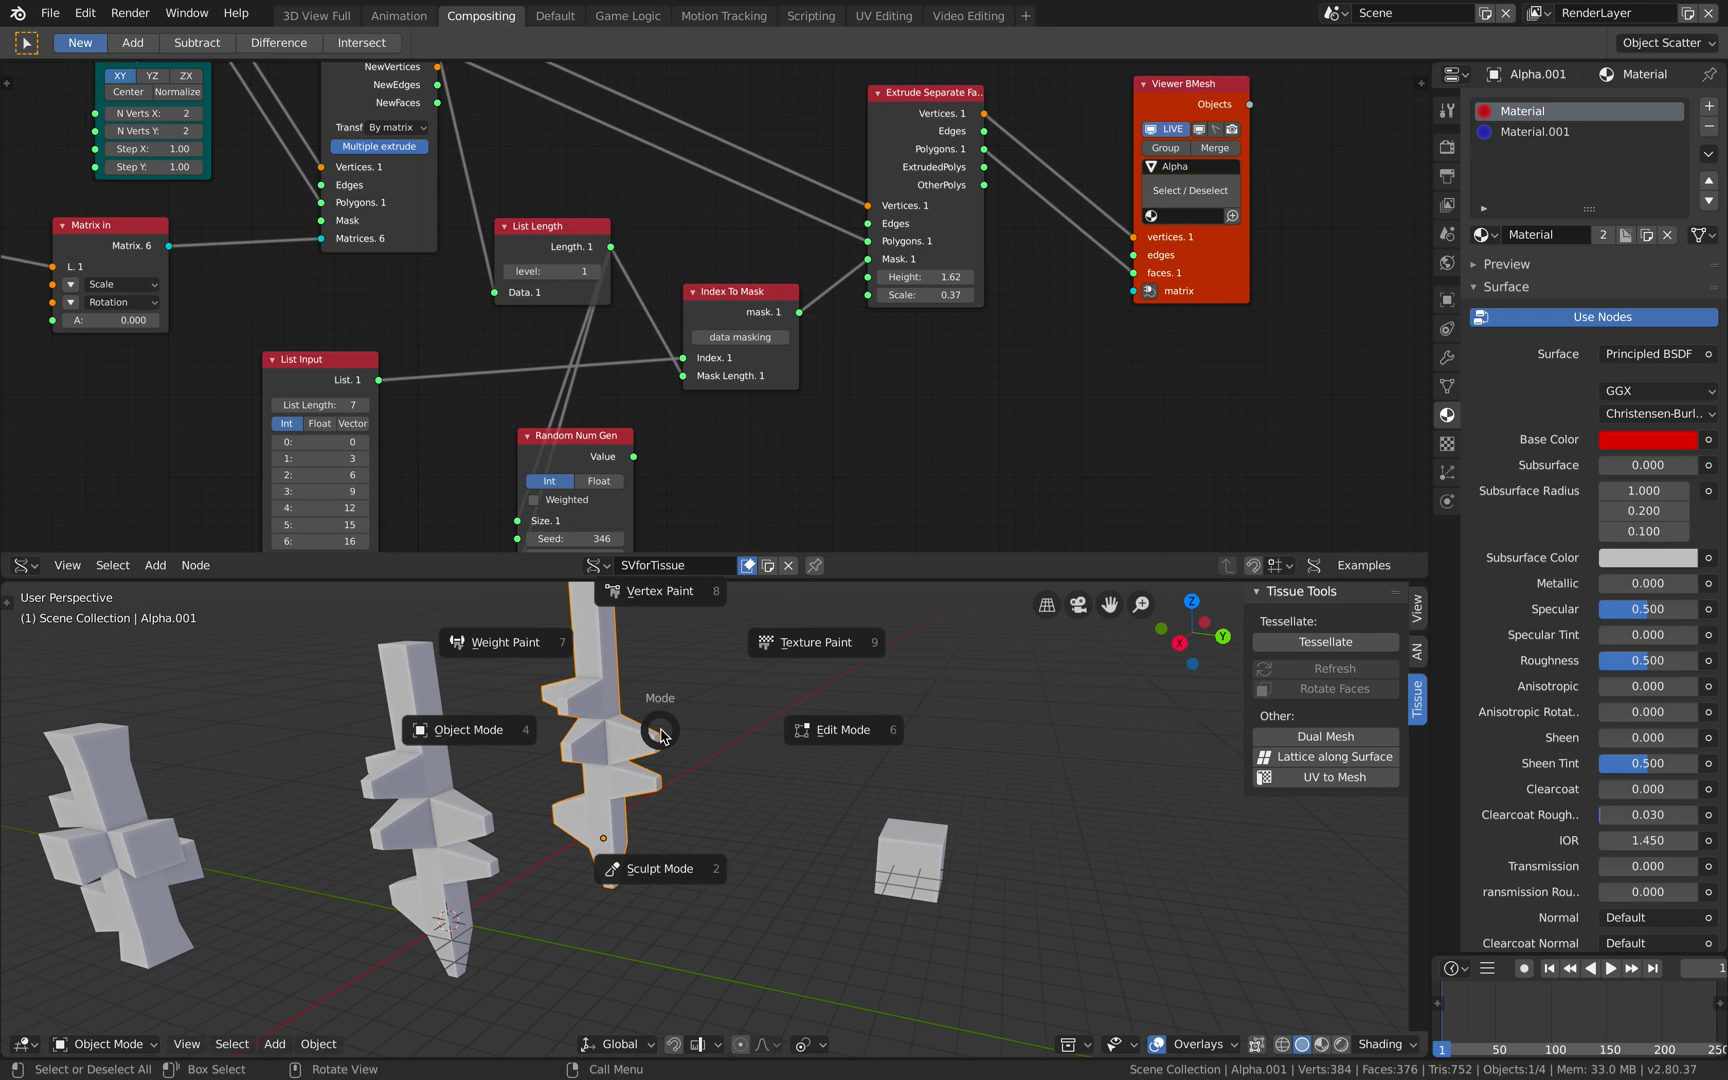 File Edit Render Window Help 3D View Full Animation Compositing Default Game Logic Motion Tracking Scripting UV Editing Video Editing + Scene RenderLayer
New Add Subtract Difference Intersect Object Scatter
XY YZ ZX
Center Normalize
N Verts X: 2
N Verts Y: 2
Step X: 1.00
Step Y: 1.00
NewVertices
NewEdges
NewFaces
Transf By matrix
Multiple extrude
Vertices. 1
Edges
Polygons. 1
Mask
Matrices. 6
Matrix in
Matrix. 6
L. 1
Scale
Rotation
A: 0.000
List Length
Length. 1
level: 1
Data. 1
List Input
List. 1
List Length: 7
Int Float Vector
0: 0
1: 3
2: 6
3: 9
4: 12
5: 15
6: 16
Random Num Gen
Value
Int Float
Weighted
Size. 1
Seed: 346
Index To Mask
mask. 1
data masking
Index. 1
Mask Length. 1
Extrude Separate Fa..
Vertices. 1
Edges
Polygons. 1
ExtrudedPolys
OtherPolys
Vertices. 1
Edges
Polygons. 1
Mask. 1
Height: 1.62
Scale: 0.37
Viewer BMesh
Objects
LIVE
Group Merge
Alpha
Select / Deselect
vertices. 1
edges
faces. 1
matrix
View Select Add Node SVforTissue Examples
User Perspective
(1) Scene Collection | Alpha.001
Vertex Paint 8
Weight Paint 7
Texture Paint 9
Mode
Object Mode 4
Edit Mode 6
Sculpt Mode 2
Z
Y
X
Tissue Tools
Tessellate:
Tessellate
Refresh
Rotate Faces
Other:
Dual Mesh
Lattice along Surface
UV to Mesh
View
AN
Tissue
Object Mode View Select Add Object Global Overlays Shading
Alpha.001 Material
Material
Material.001
Material 2
Preview
Surface
Use Nodes
Surface Principled BSDF
GGX
Christensen-Burl..
Base Color
Subsurface 0.000
Subsurface Radius 1.000
0.200
0.100
Subsurface Color
Metallic 0.000
Specular 0.500
Specular Tint 0.000
Roughness 0.500
Anisotropic 0.000
Anisotropic Rotat.. 0.000
Sheen 0.000
Sheen Tint 0.500
Clearcoat 0.000
Clearcoat Rough.. 0.030
IOR 1.450
Transmission 0.000
ransmission Rou.. 0.000
Normal Default
Clearcoat Normal Default
1
1 50 100 150 200 250
Select or Deselect All Box Select Rotate View Call Menu Scene Collection | Alpha.001 | Verts:384 | Faces:376 | Tris:752 | Objects:1/4 | Mem: 33.0 MB | v2.80.37